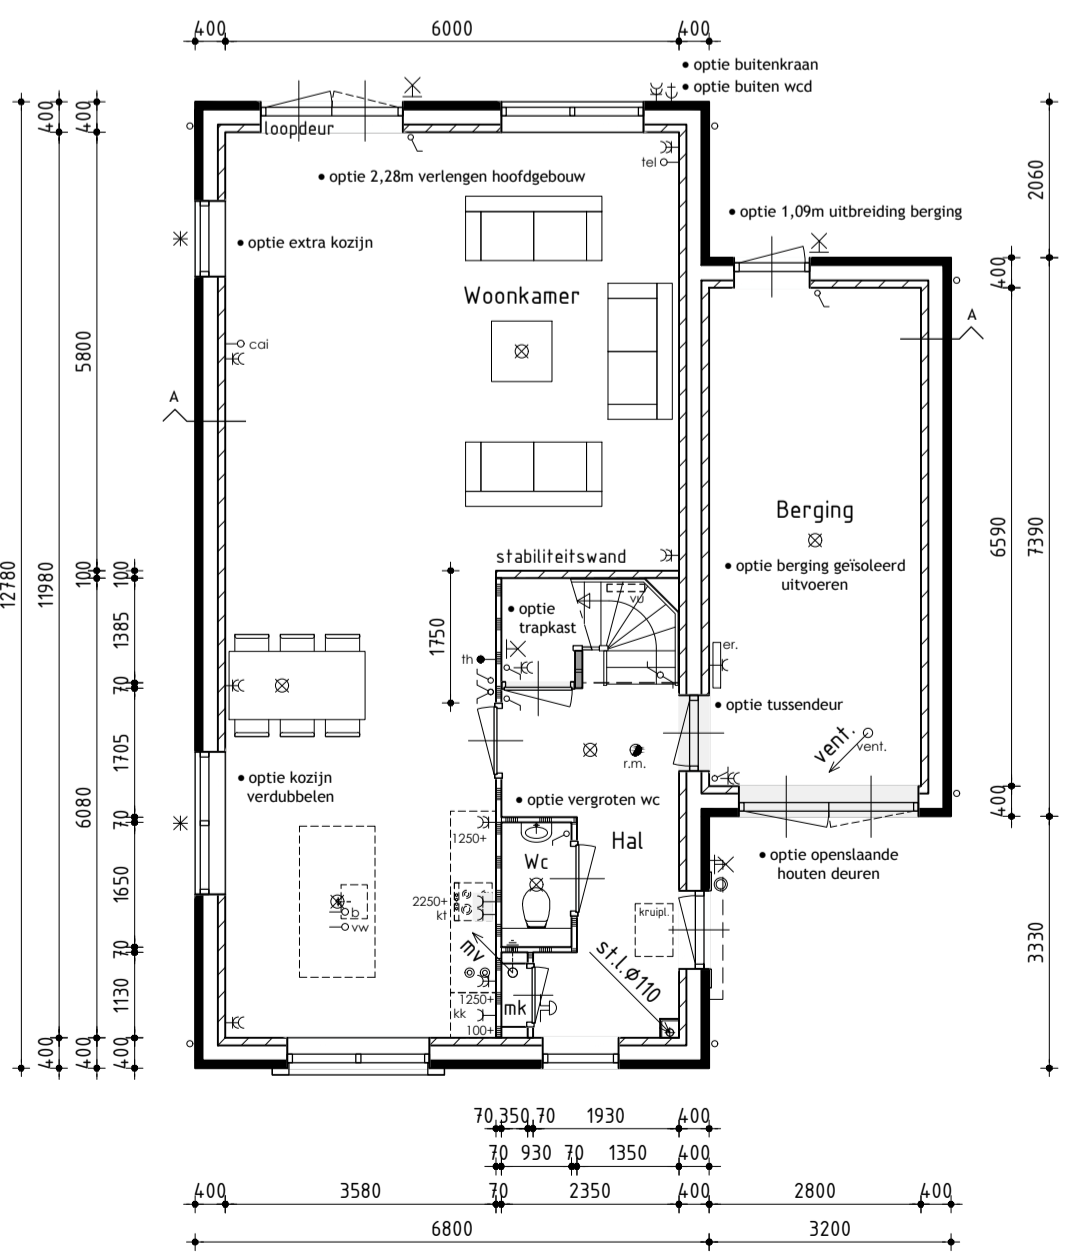 400
6000
400
• optie buitenkraan
• optie buiten wcd
400
400
loopdeur
tel
2060
• optie 2,28m verlengen hoofdgebouw
• optie 1,09m uitbreiding berging
• optie extra kozijn
400
Woonkamer
A
cai
5800
A
12780
11980
Berging
6590
7390
stabiliteitswand
• optie berging geïsoleerd
uitvoeren
100
100
vu
• optie
trapkast
1385
1750
er.
th
70
• optie tussendeur
vent.
vent.
1705
r.m.
• optie kozijn
verdubbelen
• optie vergroten wc
400
6080
70
1250+
Hal
Wc
• optie openslaande
houten deuren
1650
2250+
kt
b
kruipl.
vw
mv
st.l.ø110
3330
70
1130
1250+
kk
mk
100+
400
400
400
70
350
70
1930
400
70
930
70
1350
400
400
3580
70
2350
400
2800
400
6800
3200